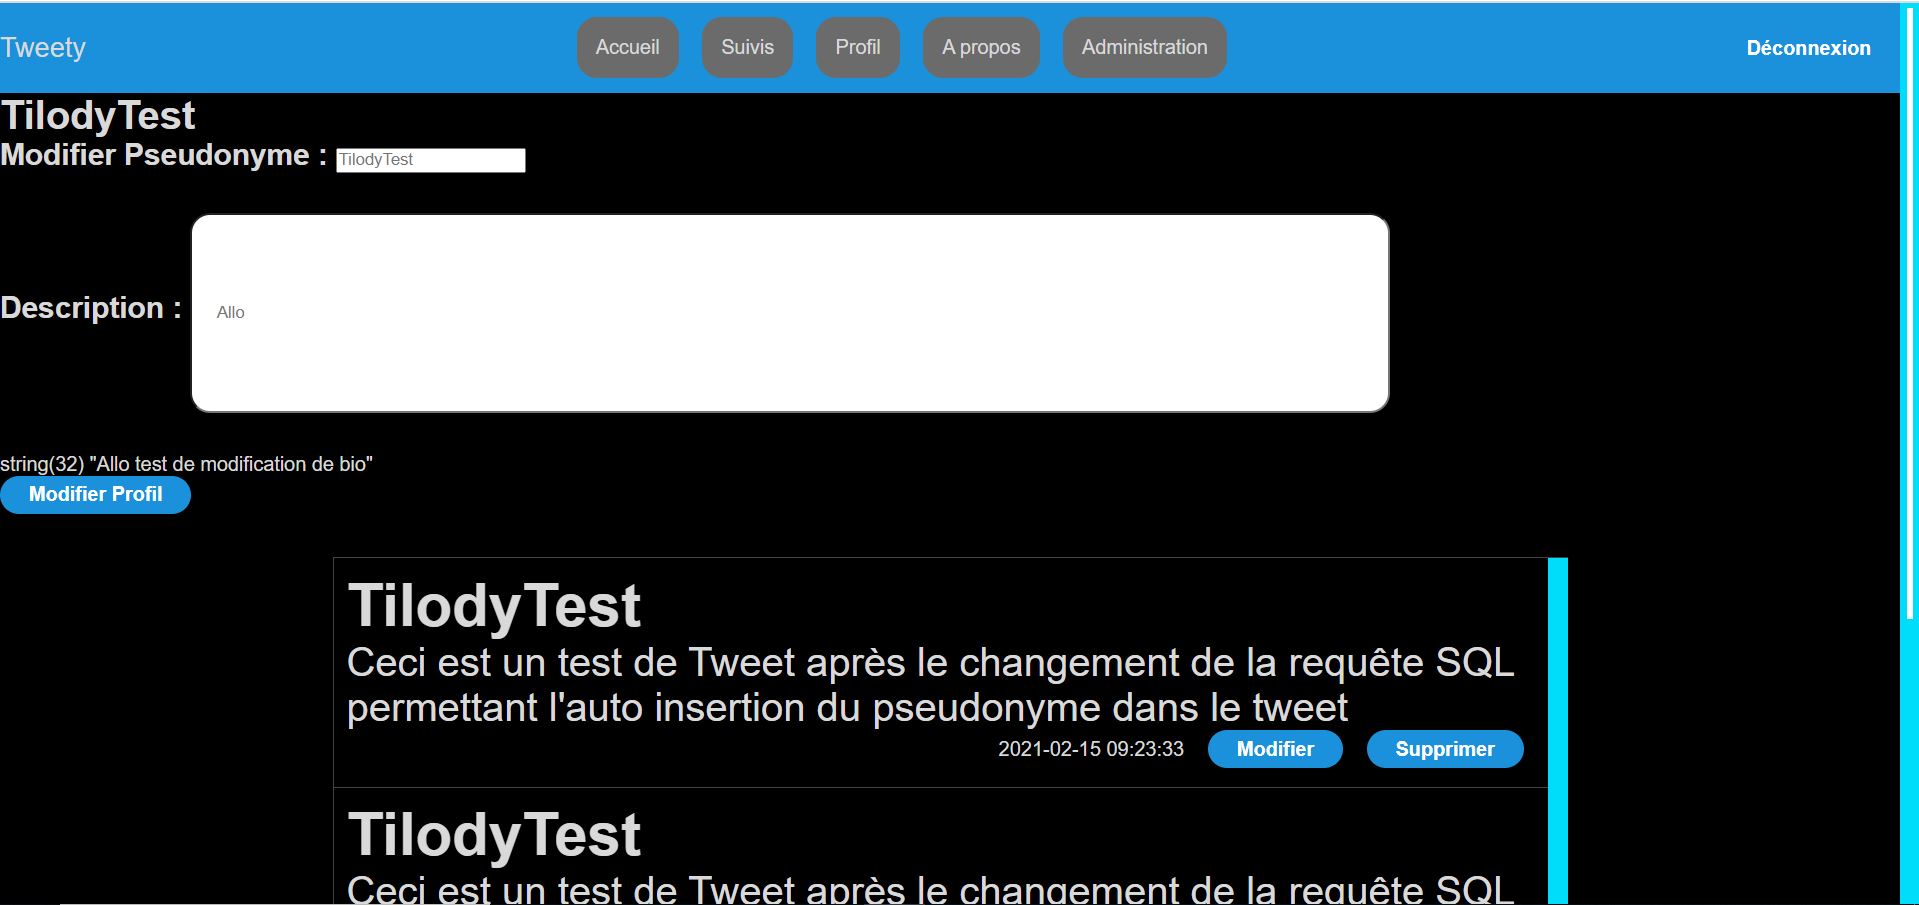 Tweety
Accueil Suivis Profil A propos Administration
Déconnexion
TilodyTest
Modifier Pseudonyme : TilodyTest
Description : Allo
string(32) "Allo test de modification de bio"
Modifier Profil
TilodyTest
Ceci est un test de Tweet après le changement de la requête SQL
permettant l'auto insertion du pseudonyme dans le tweet
2021-02-15 09:23:33 Modifier Supprimer
TilodyTest
Ceci est un test de Tweet après le changement de la requête SQL